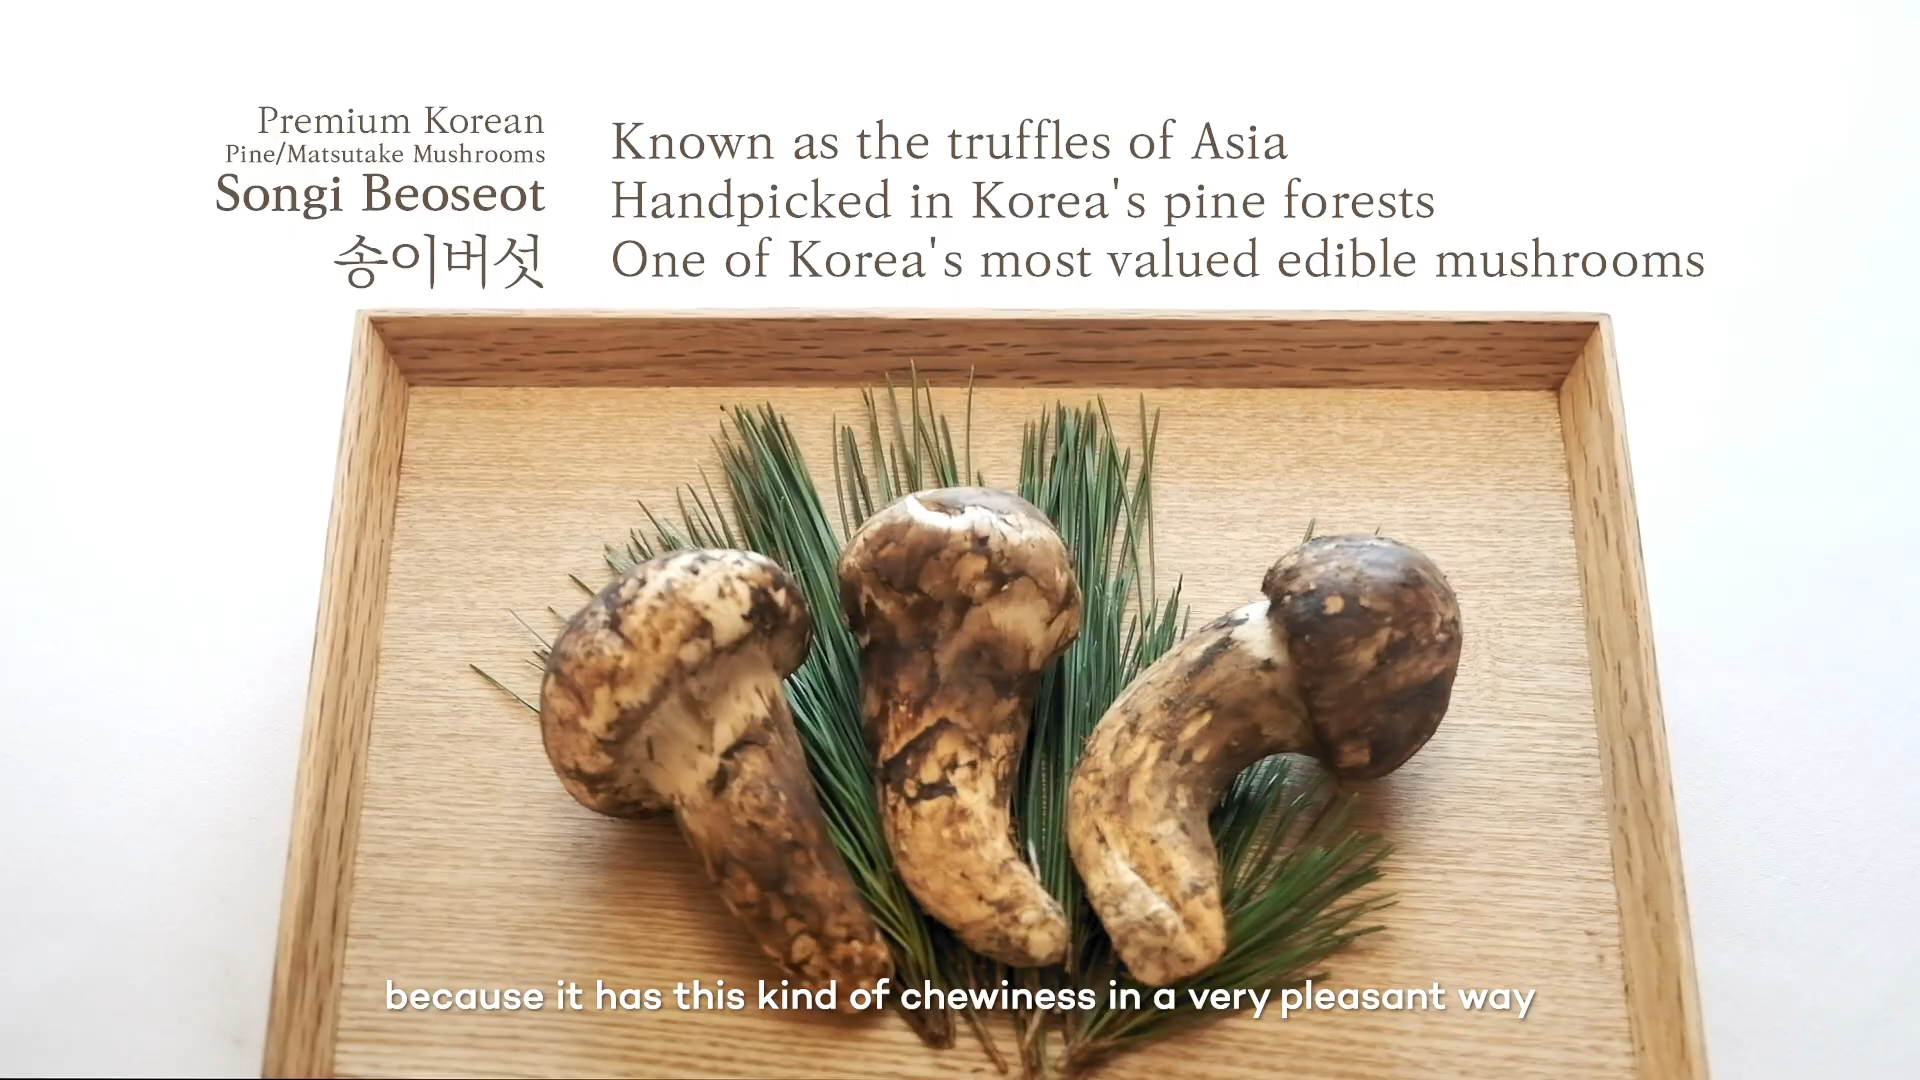 Premium Korean
Pine/Matsutake Mushrooms
Songi Beoseot
송이버섯
Known as the truffles of Asia
Handpicked in Korea's pine forests
One of Korea's most valued edible mushrooms
because it has this kind of chewiness in a very pleasant way